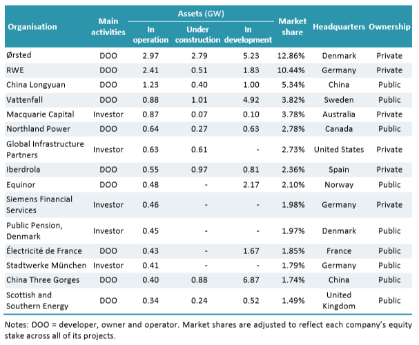 Assets (GW)
Organisation Main activities In operation Under construction In development Market share Headquarters Ownership
Ørsted DOO 2.97 2.79 5.23 12.86% Denmark Private
RWE DOO 2.41 0.51 1.83 10.44% Germany Private
China Longyuan DOO 1.23 0.40 1.00 5.34% China Public
Vattenfall DOO 0.88 1.01 4.92 3.82% Sweden Public
Macquarie Capital Investor 0.87 0.07 0.10 3.78% Australia Private
Northland Power DOO 0.64 0.27 0.63 2.78% Canada Public
Global Infrastructure Partners Investor 0.63 0.61 - 2.73% United States Private
Iberdrola DOO 0.55 0.97 0.81 2.36% Spain Private
Equinor DOO 0.48 - 2.17 2.10% Norway Public
Siemens Financial Services Investor 0.46 - - 1.98% Germany Private
Public Pension, Denmark Investor 0.45 - - 1.97% Denmark Public
Électricité de France DOO 0.43 - 1.67 1.85% France Public
Stadtwerke München Investor 0.41 - - 1.79% Germany Public
China Three Gorges DOO 0.40 0.88 6.87 1.74% China Public
Scottish and Southern Energy DOO 0.34 0.24 0.52 1.49% United Kingdom Public
Notes: DOO = developer, owner and operator. Market shares are adjusted to reflect each company's equity
stake across all of its projects.